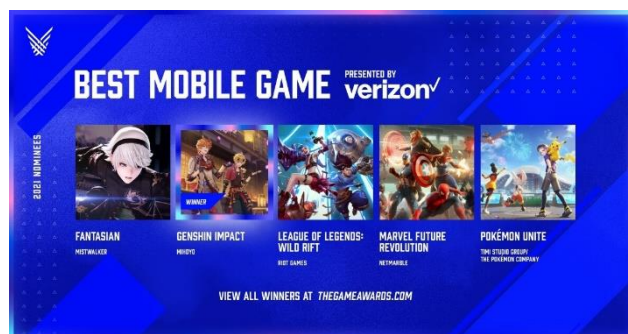 BEST MOBILE GAME
PRESENTED BY
verizon✓
2021 NOMINEES
WINNER
FANTASIAN
MISTWALKER
GENSHIN IMPACT
MIHOYO
LEAGUE OF LEGENDS:
WILD RIFT
RIOT GAMES
MARVEL FUTURE
REVOLUTION
NETMARBLE
POKÉMON UNITE
TIMI STUDIO GROUP/
THE POKEMON COMPANY
VIEW ALL WINNERS AT THEGAMEAWARDS.COM